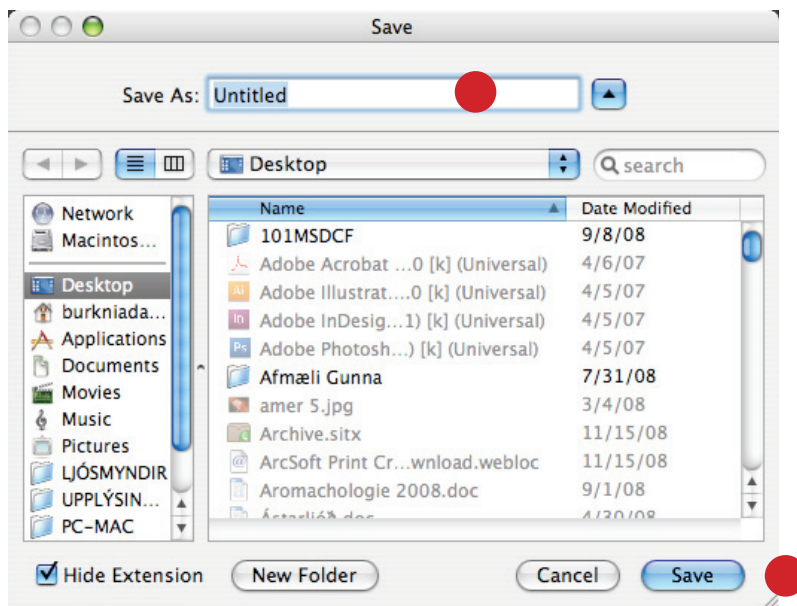 Save
Save As: Untitled
Desktop
search
Network
Macintos...
Desktop
burkniada...
Applications
Documents
Movies
Music
Pictures
LJÓSMYNDIR
UPPLÝSIN...
PC-MAC
Name Date Modified
101MSDCF 9/8/08
Adobe Acrobat ...0 [k] (Universal) 4/6/07
Adobe Illustrat....0 [k] (Universal) 4/5/07
Adobe InDesig...1) [k] (Universal) 4/5/07
Adobe Photosh...) [k] (Universal) 4/5/07
Afmæli Gunna 7/31/08
amer 5.jpg 3/4/08
Archive.sitx 11/15/08
ArcSoft Print Cr...wnload.webloc 11/15/08
Aromachologie 2008.doc 9/1/08
4/30/08
Hide Extension New Folder Cancel Save